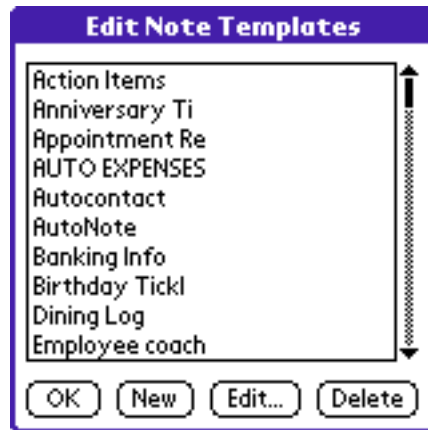 Edit Note Templates
Action Items
Anniversary Ti
Appointment Re
AUTO EXPENSES
Autocontact
AutoNote
Banking Info
Birthday Tickl
Dining Log
Employee coach
OK New Edit... Delete